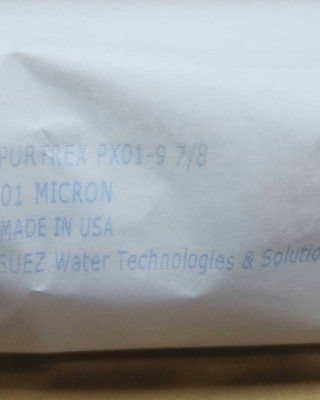 PURTREX PX01-9 7/8
01 MICRON
MADE IN USA
SUEZ Water Technologies & Solutio